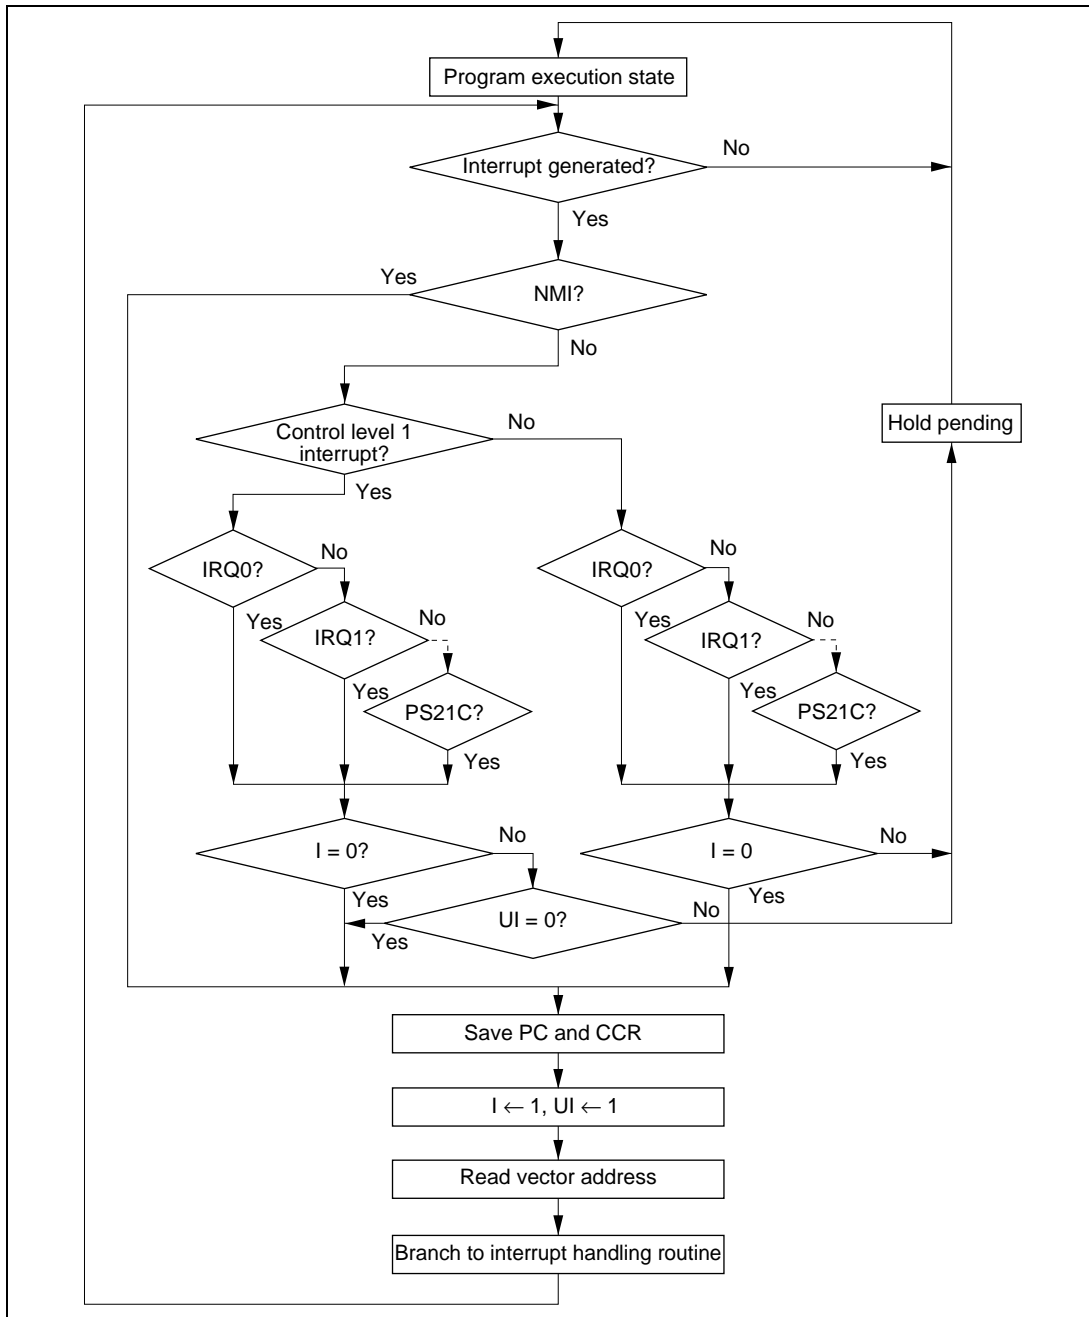 Program execution state
Interrupt generated?
No
Yes
Yes
NMI?
No
Control level 1
interrupt?
No
Hold pending
Yes
IRQ0?
No
IRQ0?
No
Yes
IRQ1?
No
Yes
IRQ1?
No
Yes
PS21C?
Yes
PS21C?
Yes
Yes
I = 0?
No
I = 0
No
Yes
UI = 0?
No
Yes
Yes
Save PC and CCR
I ← 1, UI ← 1
Read vector address
Branch to interrupt handling routine